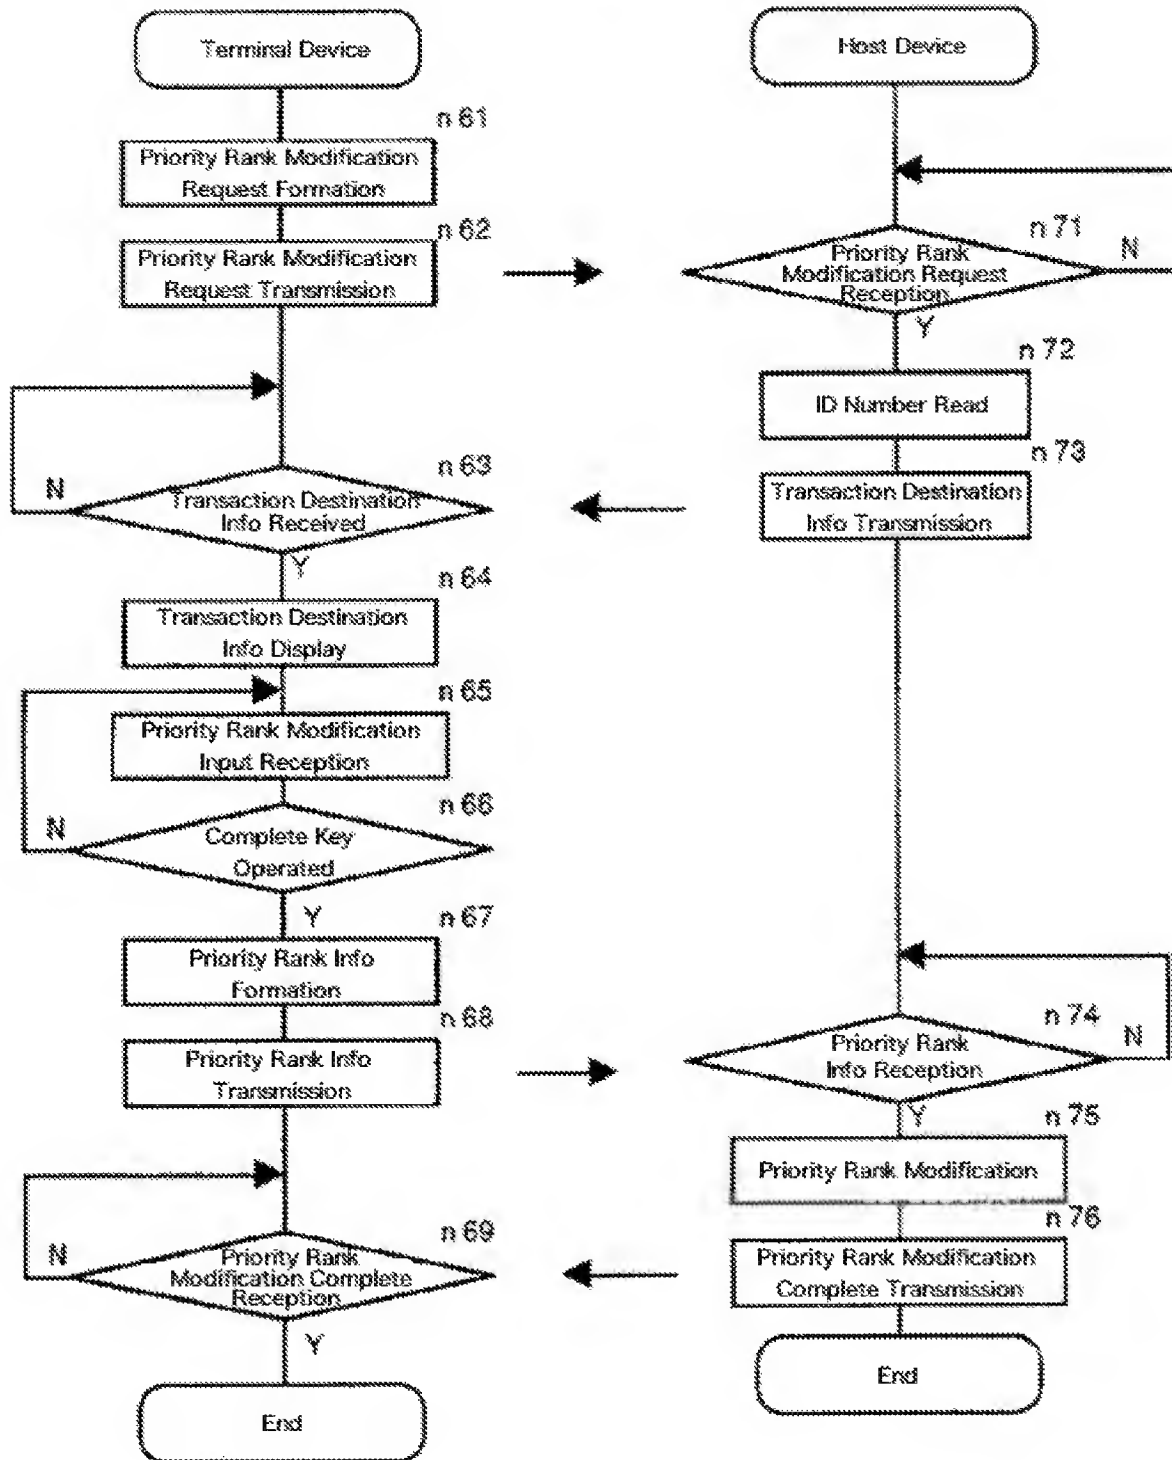 Terminal Device
n 61
Priority Rank Modification
Request Formation
n 62
Priority Rank Modification
Request Transmission
N
n 63
Transaction Destination
Info Received
Y
n 64
Transaction Destination
Info Display
n 65
Priority Rank Modification
Input Reception
n 66
N
Complete Key
Operated
Y
n 67
Priority Rank Info
Formation
n 68
Priority Rank Info
Transmission
n 69
N
Priority Rank
Modification Complete
Reception
Y
End
Host Device
n 71
N
Priority Rank
Modification Request
Reception
Y
n 72
ID Number Read
n 73
Transaction Destination
Info Transmission
n 74
N
Priority Rank
Info Reception
Y
n 75
Priority Rank Modification
n 76
Priority Rank Modification
Complete Transmission
End